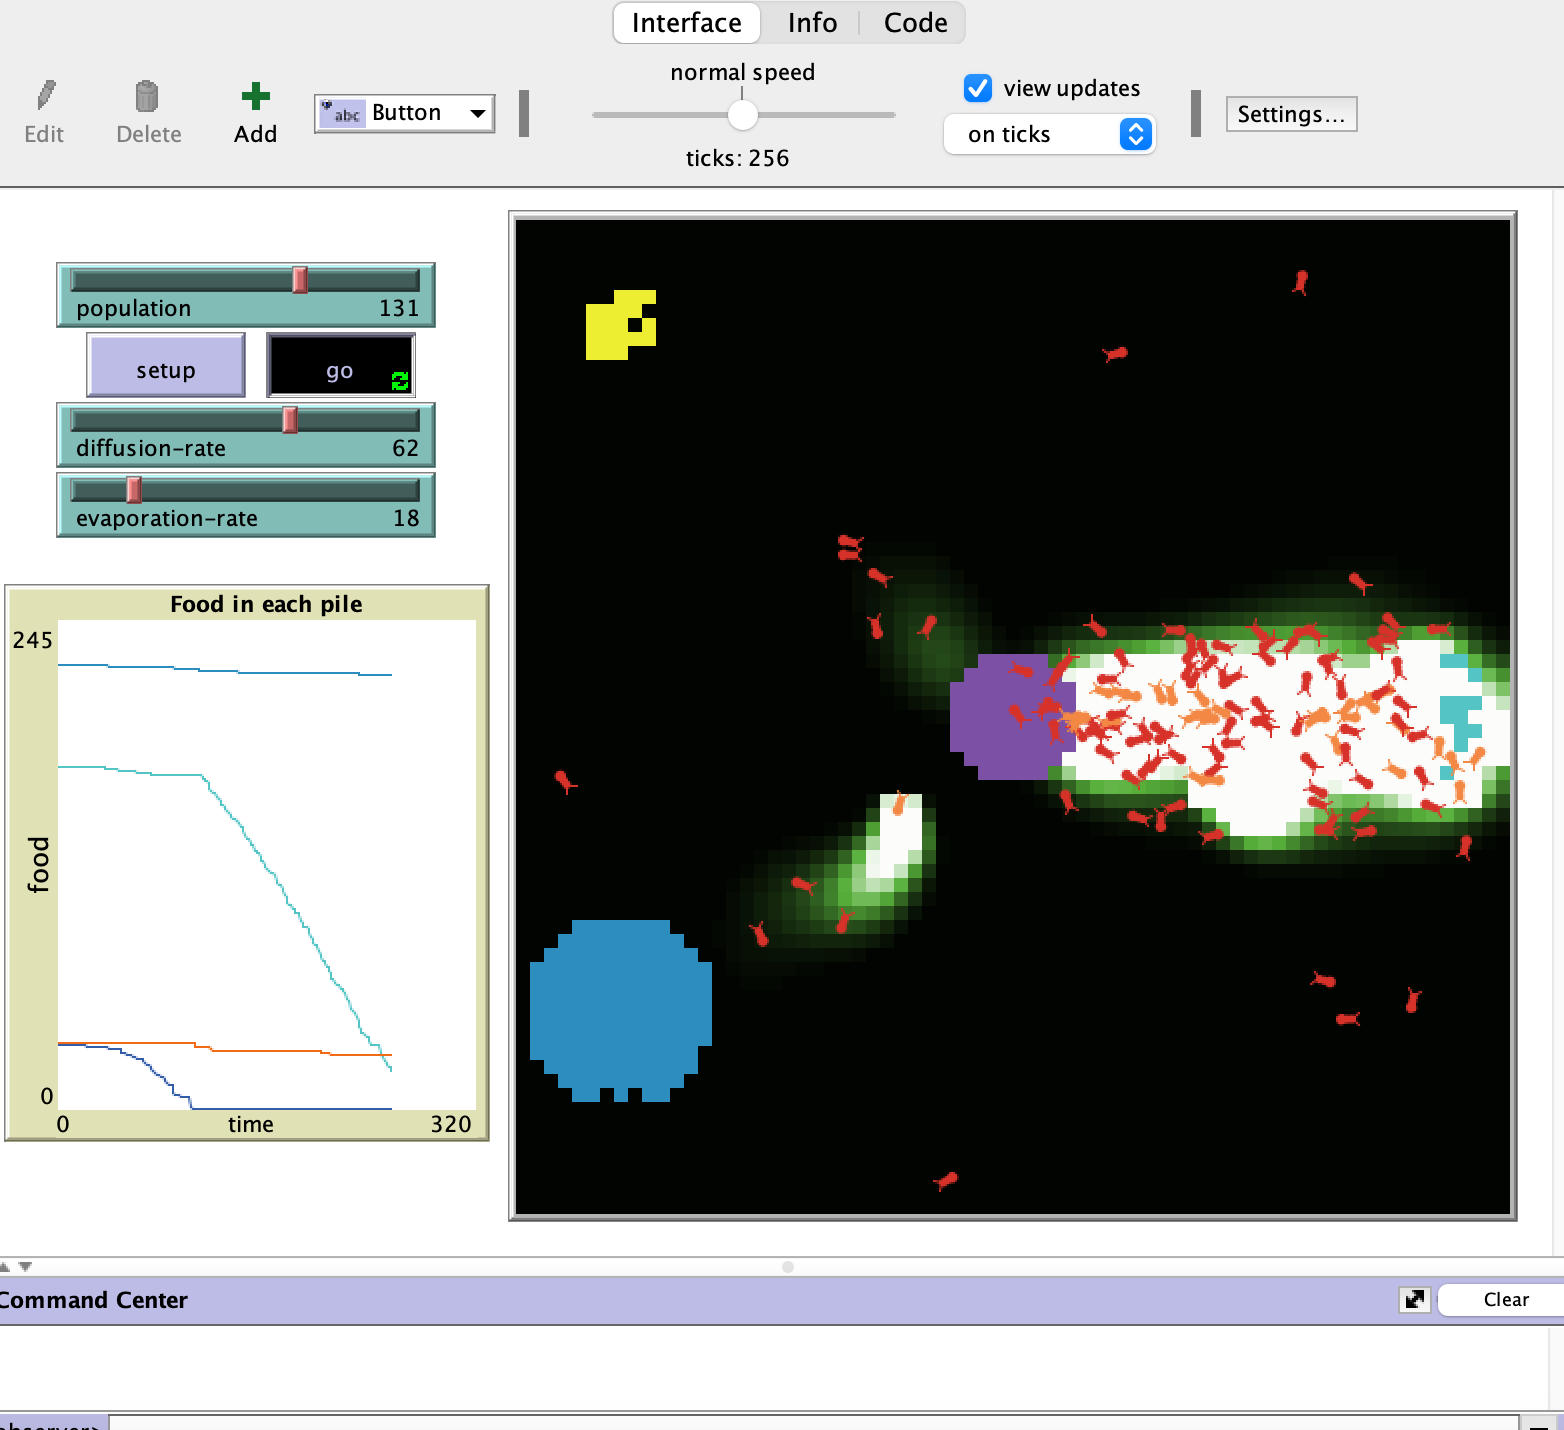 Interface Info Code
normal speed
view updates
Edit Delete Add
abc Button
on ticks
Settings...
ticks: 256
population 131
setup go
diffusion-rate 62
evaporation-rate 18
Food in each pile
245
food
0
0 time 320
Command Center
Clear
observer>